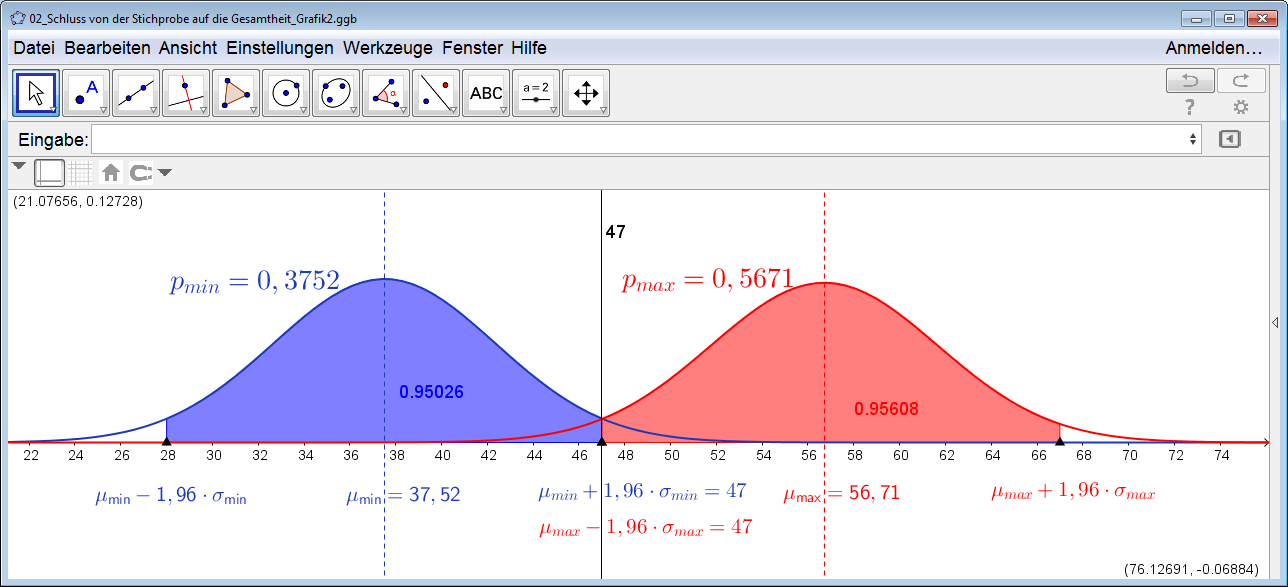 02_Schluss von der Stichprobe auf die Gesamtheit_Grafik2.ggb
Datei Bearbeiten Ansicht Einstellungen Werkzeuge Fenster Hilfe Anmelden...
A α ABC a = 2 ?
Eingabe:
(21.07656, 0.12728)
47
p_min = 0,3752 p_max = 0,5671
0.95026
0.95608
22 24 26 28 30 32 34 36 38 40 42 44 46 48 50 52 54 56 58 60 62 64 66 68 70 72 74
μ_min − 1,96 · σ_min μ_min = 37,52 μ_min + 1,96 · σ_min = 47 μ_max = 56,71 μ_max + 1,96 · σ_max
μ_max − 1,96 · σ_max = 47
(76.12691, -0.06884)